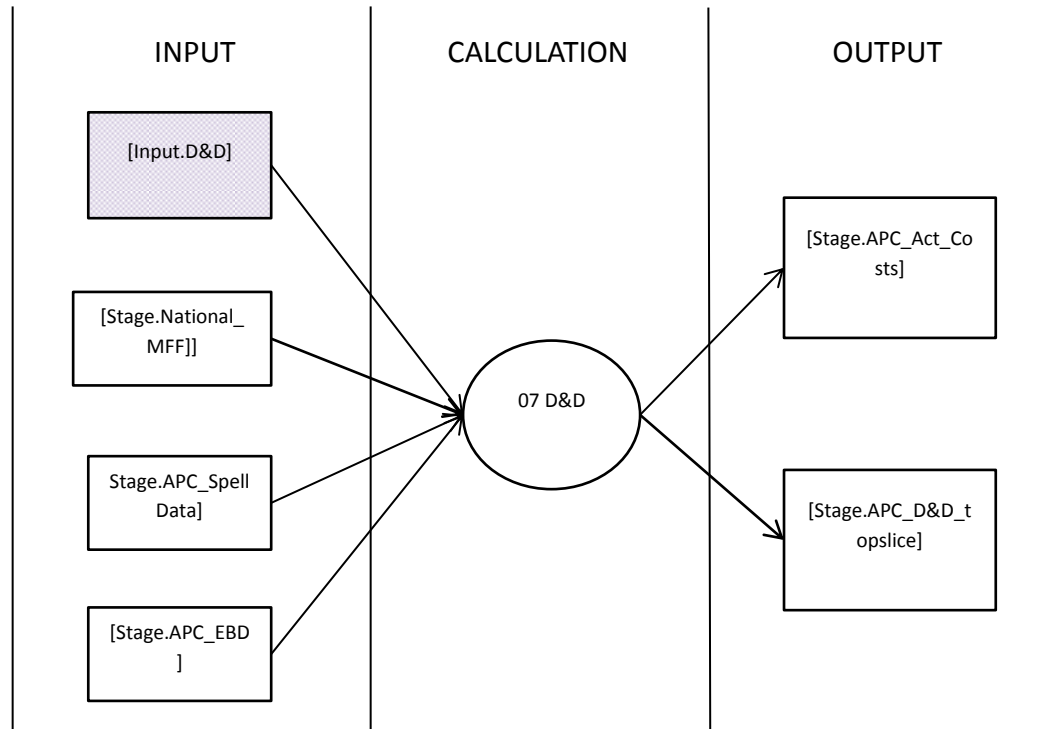 INPUT
CALCULATION
OUTPUT
[Input.D&D]
[Stage.National_
MFF]]
Stage.APC_Spell
Data]
[Stage.APC_EBD
]
07 D&D
[Stage.APC_Act_Co
sts]
[Stage.APC_D&D_t
opslice]